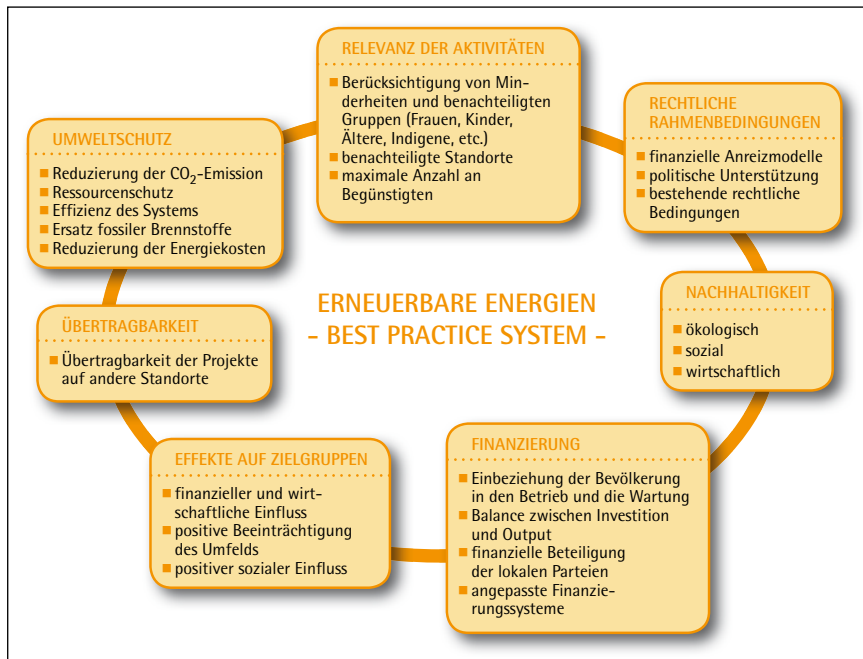 RELEVANZ DER AKTIVITÄTEN
■ Berücksichtigung von Min-
derheiten und benachteiligten
Gruppen (Frauen, Kinder,
Ältere, Indigene, etc.)
■ benachteiligte Standorte
■ maximale Anzahl an
Begünstigten
RECHTLICHE
RAHMENBEDINGUNGEN
■ finanzielle Anreizmodelle
■ politische Unterstützung
■ bestehende rechtliche
Bedingungen
NACHHALTIGKEIT
■ ökologisch
■ sozial
■ wirtschaftlich
FINANZIERUNG
■ Einbeziehung der Bevölkerung
in den Betrieb und die Wartung
■ Balance zwischen Investition
und Output
■ finanzielle Beteiligung
der lokalen Parteien
■ angepasste Finanzie-
rungssysteme
EFFEKTE AUF ZIELGRUPPEN
■ finanzieller und wirt-
schaftliche Einfluss
■ positive Beeinträchtigung
des Umfelds
■ positiver sozialer Einfluss
ÜBERTRAGBARKEIT
■ Übertragbarkeit der Projekte
auf andere Standorte
UMWELTSCHUTZ
■ Reduzierung der CO₂-Emission
■ Ressourcenschutz
■ Effizienz des Systems
■ Ersatz fossiler Brennstoffe
■ Reduzierung der Energiekosten
ERNEUERBARE ENERGIEN
- BEST PRACTICE SYSTEM -